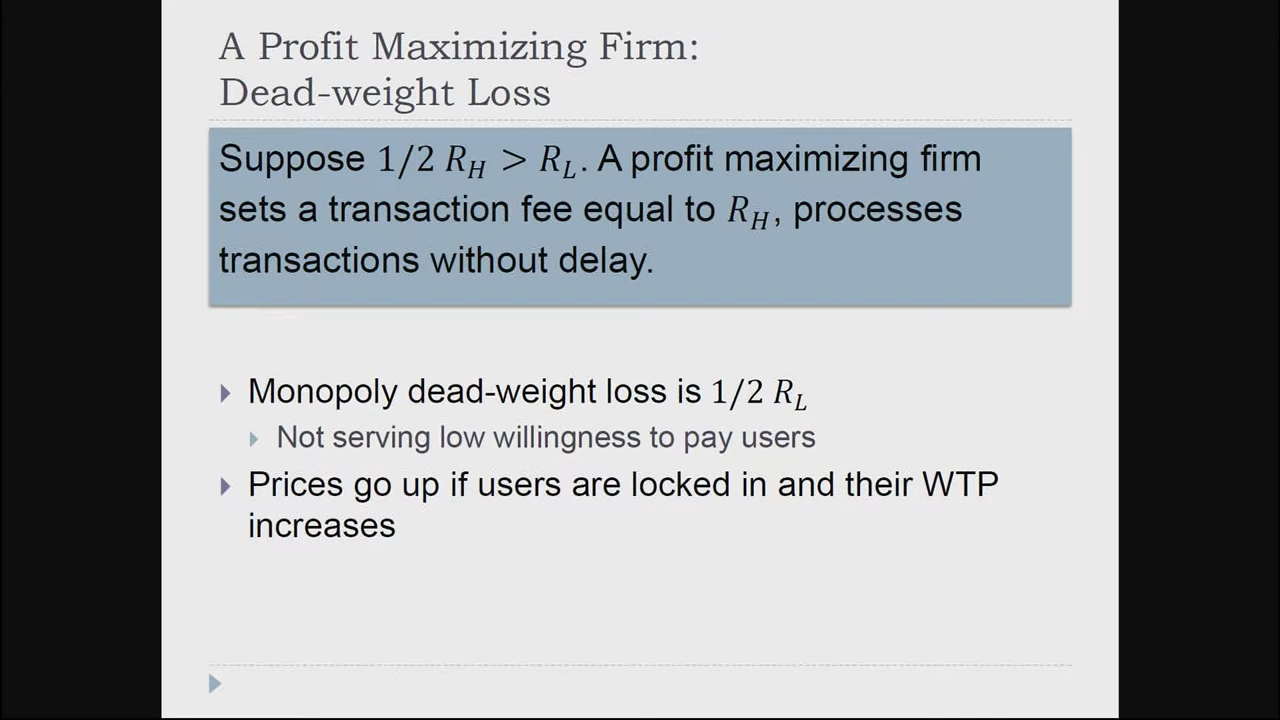 A Profit Maximizing Firm:
Dead-weight Loss
Suppose 1/2 R_H > R_L. A profit maximizing firm
sets a transaction fee equal to R_H, processes
transactions without delay.
Monopoly dead-weight loss is 1/2 R_L
Not serving low willingness to pay users
Prices go up if users are locked in and their WTP
increases